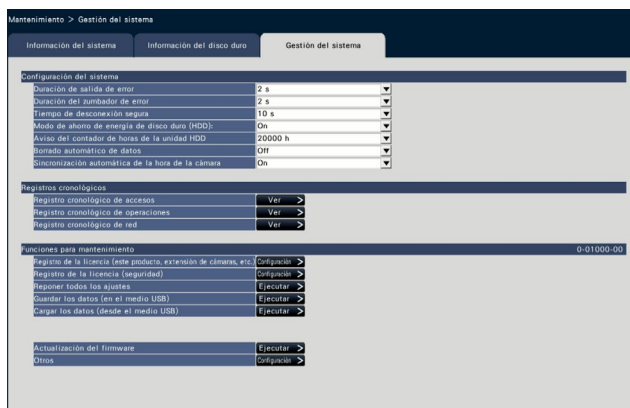 Mantenimiento > Gestión del sistema
Información del sistema Información del disco duro Gestión del sistema
Configuración del sistema
Duración de salida de error 2 s
Duración del zumbador de error 2 s
Tiempo de desconexión segura 10 s
Modo de ahorro de energía de disco duro (HDD): On
Aviso del contador de horas de la unidad HDD 20000 h
Borrado automático de datos Off
Sincronización automática de la hora de la cámara On
Registros cronológicos
Registro cronológico de accesos Ver >
Registro cronológico de operaciones Ver >
Registro cronológico de red Ver >
Funciones para mantenimiento 0-01000-00
Registro de la licencia (este producto, extensión de cámaras, etc.) Configuración >
Registro de la licencia (seguridad) Configuración >
Reponer todos los ajustes Ejecutar >
Guardar los datos (en el medio USB) Ejecutar >
Cargar los datos (desde el medio USB) Ejecutar >
Actualización del firmware Ejecutar >
Otros Configuración >